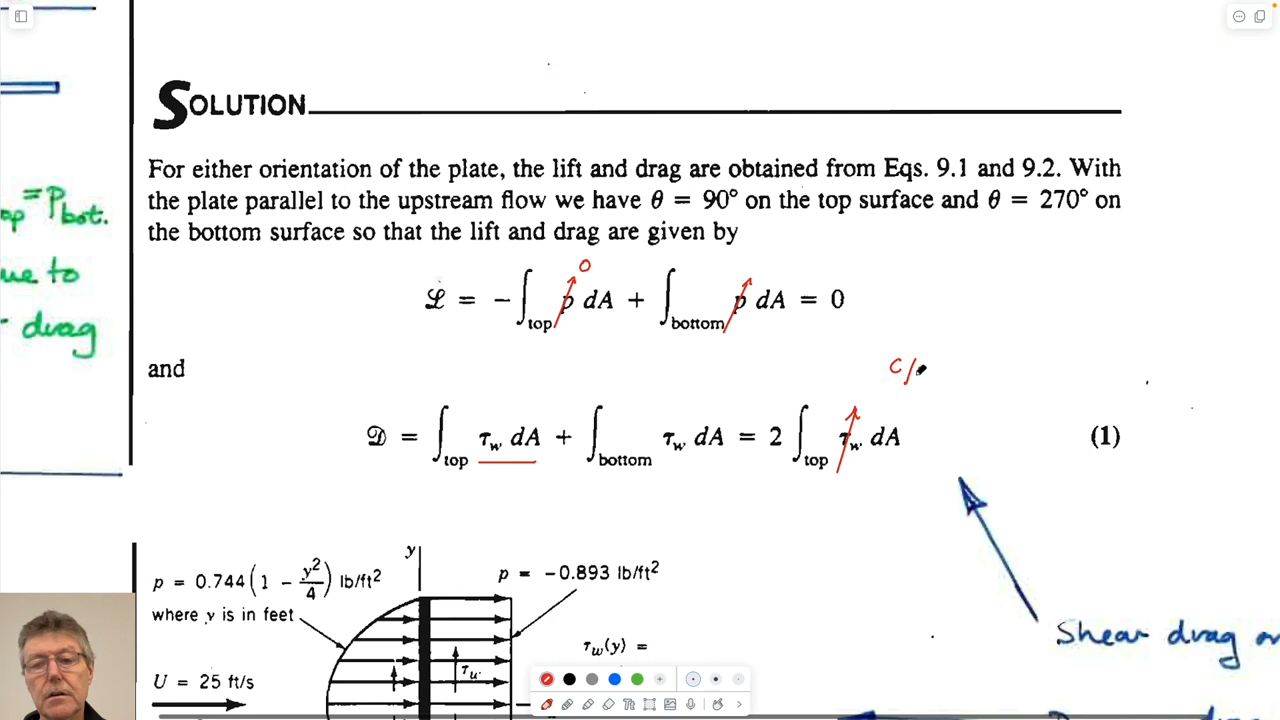 SOLUTION
For either orientation of the plate, the lift and drag are obtained from Eqs. 9.1 and 9.2. With
the plate parallel to the upstream flow we have θ = 90° on the top surface and θ = 270° on
the bottom surface so that the lift and drag are given by
= P bot.
ue to
drag
0
ℒ = − ∫top p dA + ∫bottom p dA = 0
and
𝒟 = ∫top τw dA + ∫bottom τw dA = 2 ∫top τw dA (1)
y
p = 0.744 (1 − y²/4) lb/ft²
where y is in feet
p = −0.893 lb/ft²
τw(y) =
U = 25 ft/s
Shear drag